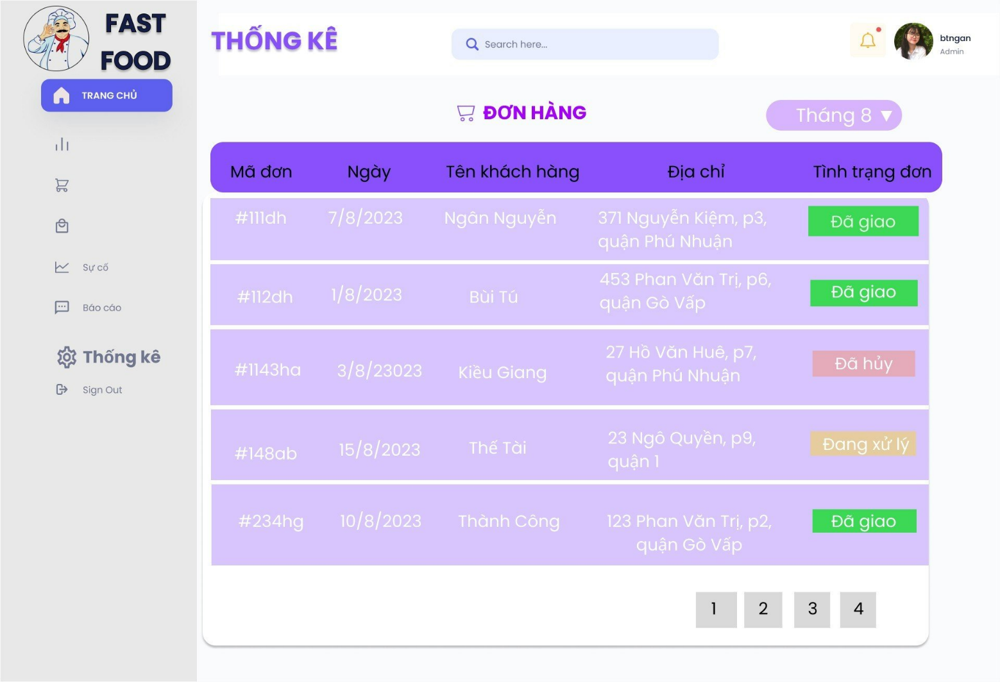 FAST
FOOD
TRANG CHỦ
Sự cố
Báo cáo
Thống kê
Sign Out
THỐNG KÊ
Search here...
btngan
Admin
ĐƠN HÀNG
Tháng 8 ▼
Mã đơn Ngày Tên khách hàng Địa chỉ Tình trạng đơn
#111dh 7/8/2023 Ngân Nguyễn 371 Nguyễn Kiệm, p3, Đã giao
quận Phú Nhuận
#112dh 1/8/2023 Bùi Tú 453 Phan Văn Trị, p6, Đã giao
quận Gò Vấp
#1143ha 3/8/23023 Kiều Giang 27 Hồ Văn Huê, p7, Đã hủy
quận Phú Nhuận
#148ab 15/8/2023 Thế Tài 23 Ngô Quyền, p9, Đang xử lý
quận 1
#234hg 10/8/2023 Thành Công 123 Phan Văn Trị, p2, Đã giao
quận Gò Vấp
1 2 3 4